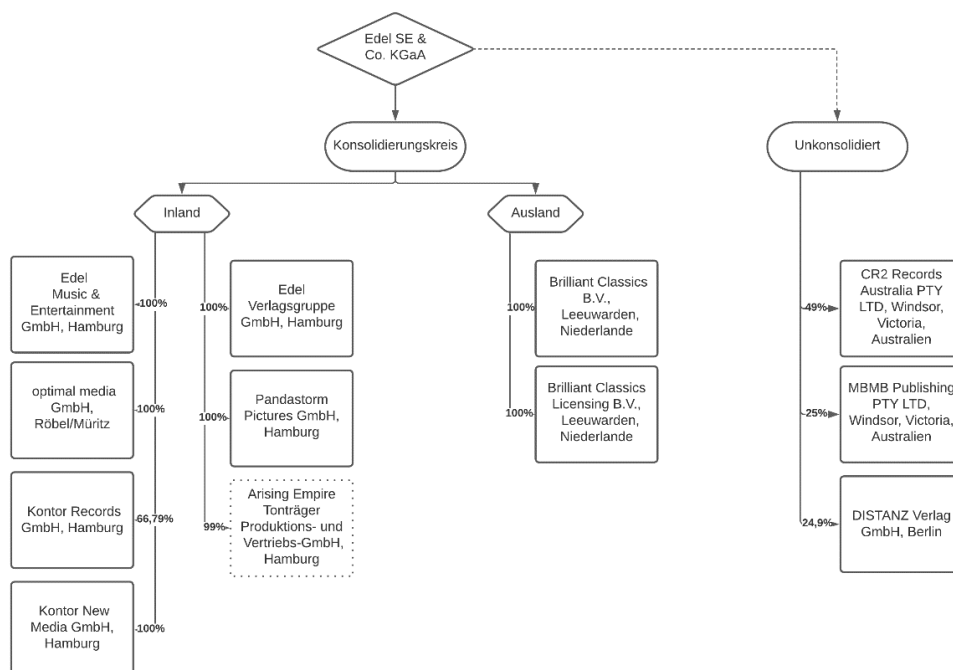 Edel SE &
Co. KGaA
Konsolidierungskreis
Unkonsolidiert
Inland
Ausland
Edel
Music &
Entertainment
GmbH, Hamburg
100%
optimal media
GmbH,
Röbel/Müritz
100%
Kontor Records
GmbH, Hamburg
66,79%
Kontor New
Media GmbH,
Hamburg
100%
100%
Edel
Verlagsgruppe
GmbH, Hamburg
100%
Pandastorm
Pictures GmbH,
Hamburg
99%
Arising Empire
Tonträger
Produktions- und
Vertriebs-GmbH,
Hamburg
100%
Brilliant Classics
B.V.,
Leeuwarden,
Niederlande
100%
Brilliant Classics
Licensing B.V.,
Leeuwarden,
Niederlande
49%
CR2 Records
Australia PTY
LTD, Windsor,
Victoria,
Australien
25%
MBMB Publishing
PTY LTD,
Windsor, Victoria,
Australien
24,9%
DISTANZ Verlag
GmbH, Berlin